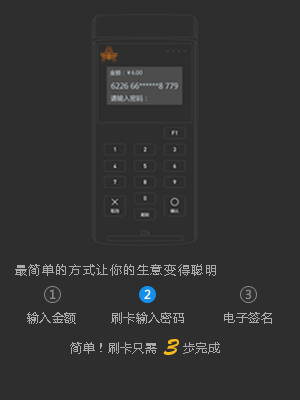 金额：￥6.00
6226 66******8 779
请输入密码：
F1
1 2 3
4 5 6
7 8 9
0
取消 确认
最简单的方式让你的生意变得聪明
1 2 3
输入金额 刷卡输入密码 电子签名
简单！刷卡只需 3 步完成